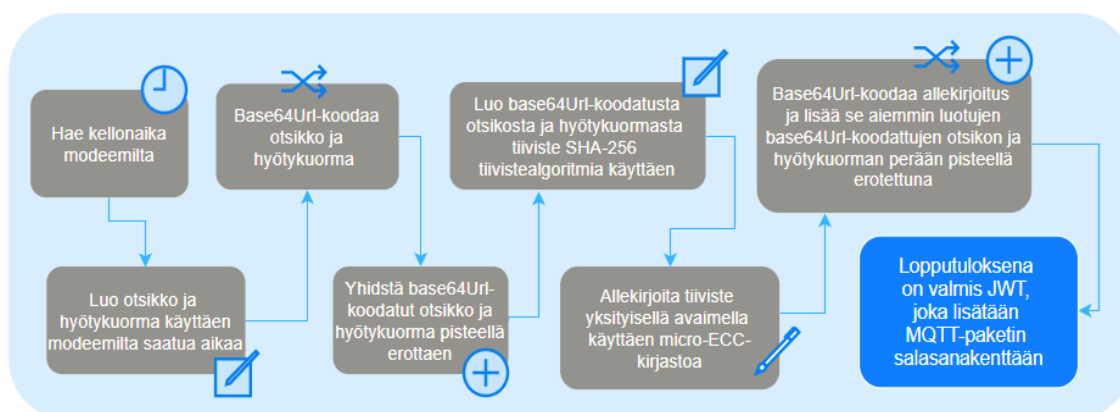 Hae kellonaika
modeemilta
Luo otsikko ja
hyötykuorma käyttäen
modeemilta saatua aikaa
Base64Url-koodaa
otsikko ja
hyötykuorma
Yhidstä base64Url-
koodatut otsikko ja
hyötykuorma pisteellä
erottaen
Luo base64Url-koodatusta
otsikosta ja hyötykuormasta
tiiviste SHA-256
tiivistealgoritmia käyttäen
Allekirjoita tiiviste
yksityisellä avaimella
käyttäen micro-ECC-
kirjastoa
Base64Url-koodaa allekirjoitus
ja lisää se aiemmin luotujen
base64Url-koodattujen otsikon ja
hyötykuorman perään pisteellä
erotettuna
Lopputuloksena
on valmis JWT,
joka lisätään
MQTT-paketin
salasanakenttään